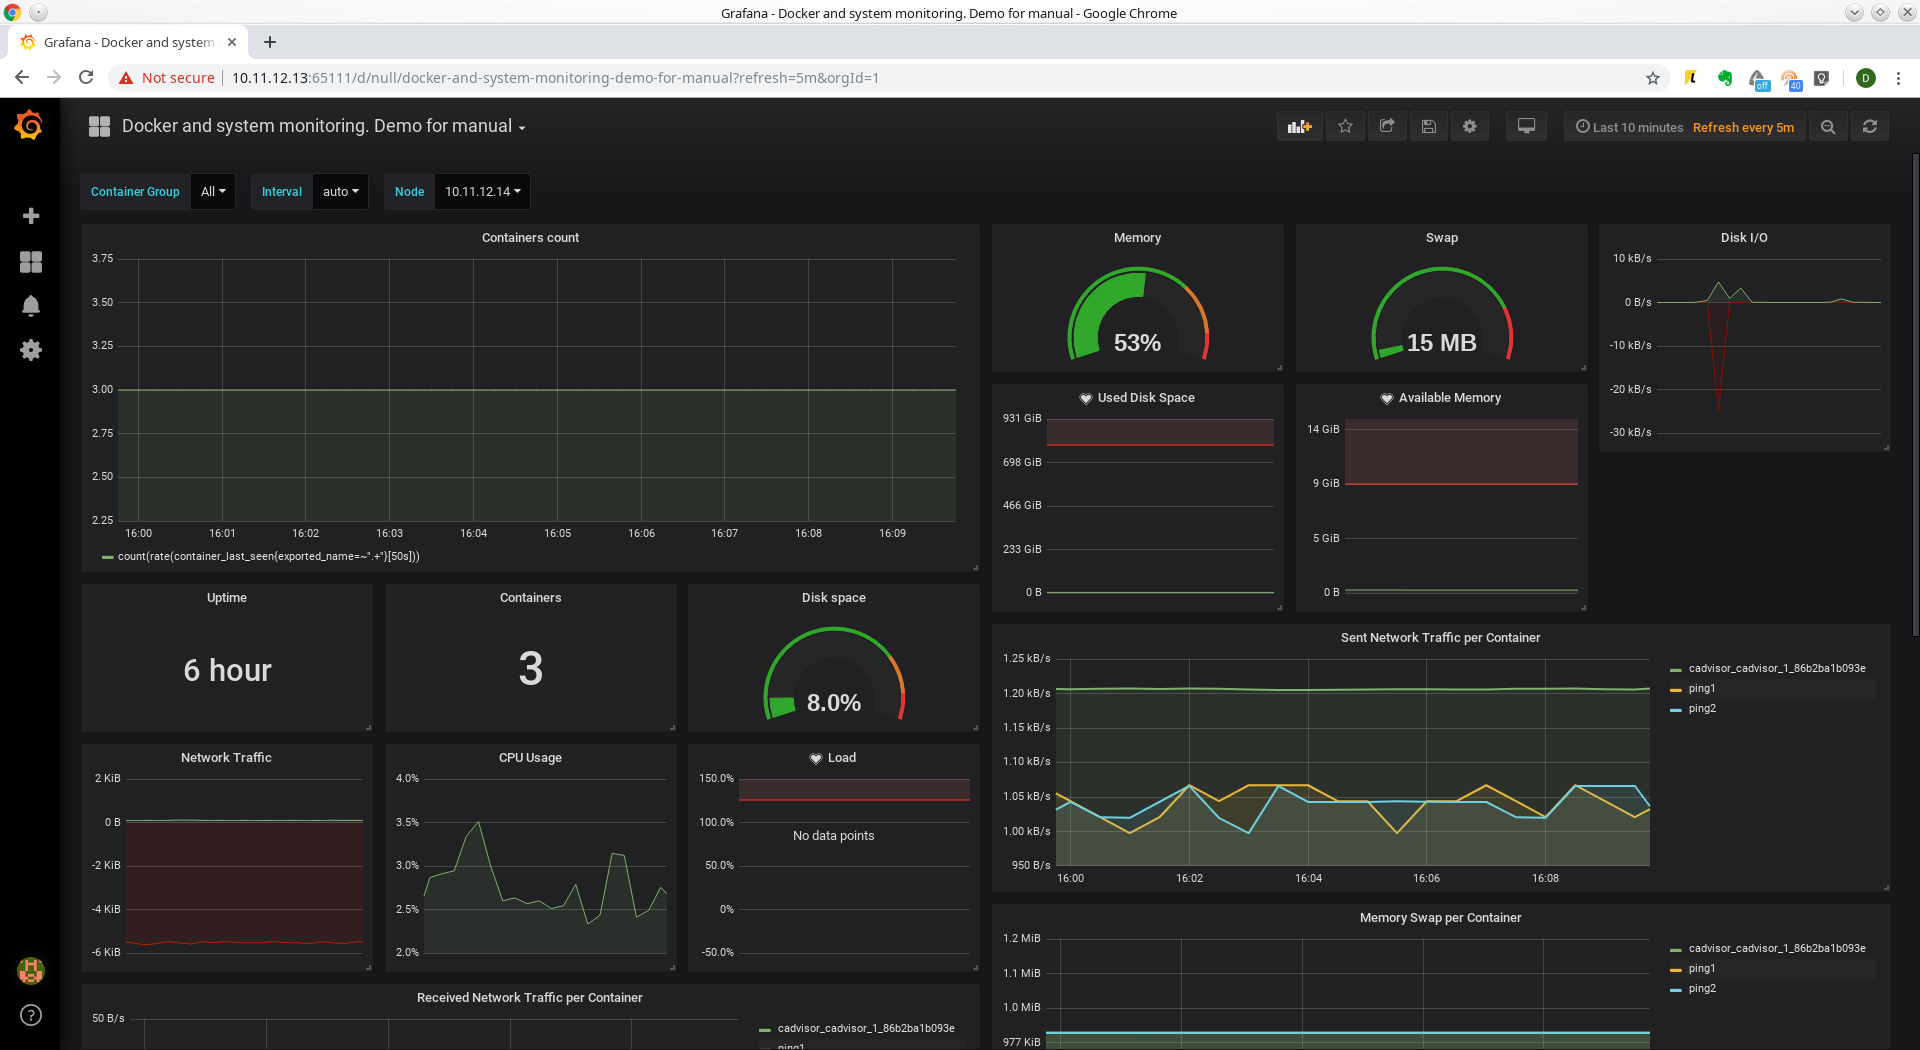 Grafana - Docker and system monitoring. Demo for manual - Google Chrome
Grafana - Docker and system
Not secure 10.11.12.13:65111/d/null/docker-and-system-monitoring-demo-for-manual?refresh=5m&orgId=1
off
40
D
Docker and system monitoring. Demo for manual
Last 10 minutes Refresh every 5m
Container Group All Interval auto Node 10.11.12.14
Containers count
3.75
3.50
3.25
3.00
2.75
2.50
2.25
16:00 16:01 16:02 16:03 16:04 16:05 16:06 16:07 16:08 16:09
count(rate(container_last_seen{exported_name=~".+"}[50s]))
Memory
53%
Swap
15 MB
Disk I/O
10 kB/s
0 B/s
-10 kB/s
-20 kB/s
-30 kB/s
Used Disk Space
931 GiB
698 GiB
466 GiB
233 GiB
0 B
Available Memory
14 GiB
9 GiB
5 GiB
0 B
Uptime
6 hour
Containers
3
Disk space
8.0%
Sent Network Traffic per Container
1.25 kB/s
1.20 kB/s
1.15 kB/s
1.10 kB/s
1.05 kB/s
1.00 kB/s
950 B/s
16:00 16:02 16:04 16:06 16:08
cadvisor_cadvisor_1_86b2ba1b093e
ping1
ping2
Network Traffic
2 KiB
0 B
-2 KiB
-4 KiB
-6 KiB
CPU Usage
4.0%
3.5%
3.0%
2.5%
2.0%
Load
150.0%
100.0%
No data points
50.0%
0%
-50.0%
Memory Swap per Container
1.2 MiB
1.1 MiB
1.0 MiB
977 KiB
cadvisor_cadvisor_1_86b2ba1b093e
ping1
ping2
Received Network Traffic per Container
50 B/s
cadvisor_cadvisor_1_86b2ba1b093e
ping1